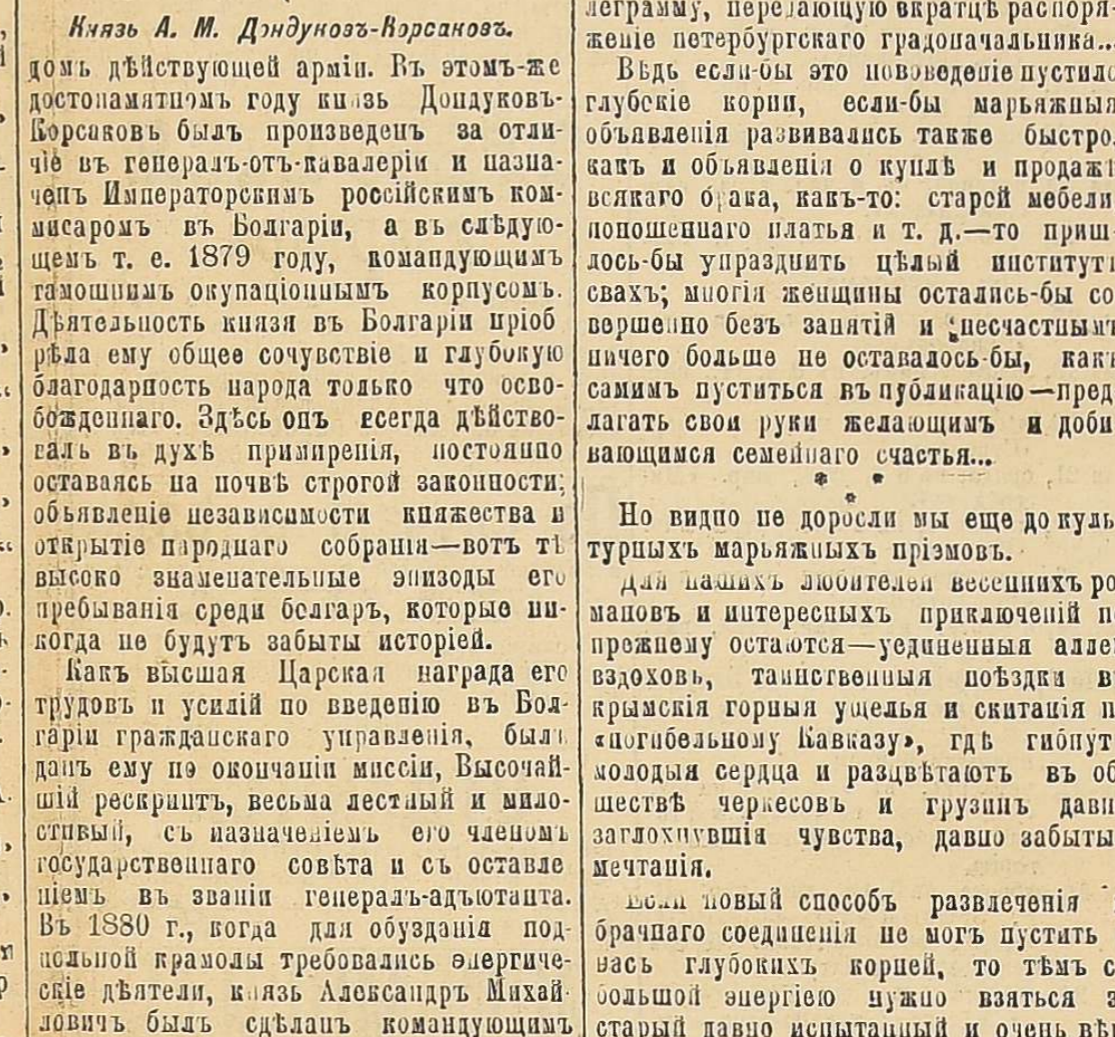 Князь А. М. Дондуковъ-Корсаковъ.
домъ дѣйствующей арміи. Въ этомъ-же
достопамятномъ году князь Дондуковъ-
Корсаковъ былъ произведенъ за отли-
чіе въ генералъ-отъ-кавалеріи и назна-
ченъ Императорскимъ россійскимъ ком-
мисаромъ въ Болгаріи, а въ слѣдую-
щемъ т. е. 1879 году, командующимъ
тамошнимъ окупаціоннымъ корпусомъ.
Дѣятельность князя въ Болгаріи пріоб
рѣла ему общее сочувствіе и глубокую
благодарность народа только что осво-
божденнаго. Здѣсь онъ всегда дѣйство-
валъ въ духѣ примиренія, постоянно
оставаясь на почвѣ строгой законности;
объявленіе независимости княжества и
открытіе народнаго собранія—вотъ тѣ
высоко знаменательные эпизоды его
пребыванія среди болгаръ, которые ни-
когда не будутъ забыты исторіей.
Какъ высшая Царская награда его
трудовъ и усилій по введенію въ Бол-
гаріи гражданскаго управленія, былъ
данъ ему по окончаніи миссіи, Высочай-
шій рескриптъ, весьма лестный и мило-
стивый, съ назначеніемъ его членомъ
государственнаго совѣта и съ оставле
ніемъ въ званіи генералъ-адъютанта.
Въ 1880 г., когда для обузданія под-
польной крамолы требовались энергиче-
скіе дѣятели, князь Александръ Михай-
ловичъ былъ сдѣланъ командующимъ
леграмму, передающую вкратцѣ распоря-
женіе петербургскаго градоначальника...
Вѣдь если-бы это нововведеніе пустило
глубокіе корни, если-бы марьяжныя
объявленія развивались также быстро,
какъ и объявленія о куплѣ и продажѣ
всякаго брака, какъ-то: старой мебели
поношеннаго платья и т. д.—то приш-
лось-бы упразднить цѣлый институтъ
свахъ; многія женщины остались-бы со
вершенно безъ занятій и несчастнымъ
ничего больше не оставалось-бы, какъ
самимъ пуститься въ публикацію—пред-
лагать свои руки желающимъ и доби-
вающимся семейнаго счастья...
* *
*
Но видно не доросли мы еще до куль-
турныхъ марьяжныхъ пріэмовъ.
Для нашихъ любителей весеннихъ ро
мановъ и интересныхъ приключеній п
прежнему остаются—уединенныя аллеи
вздоховъ, таинственныя поѣздки въ
крымскія горныя ущелья и скитанія п
«погибельному Кавказу», гдѣ гибнутъ
молодыя сердца и разцвѣтаютъ въ об
ществѣ черкесовъ и грузинъ давн
заглохнувшія чувства, давно забытыя
мечтанія.
Если новый способъ развлеченія
брачнаго соединенія не могъ пустить
насъ глубокихъ корней, то тѣмъ с
большой энергіею нужно взяться з
старый давно испытанный и очень